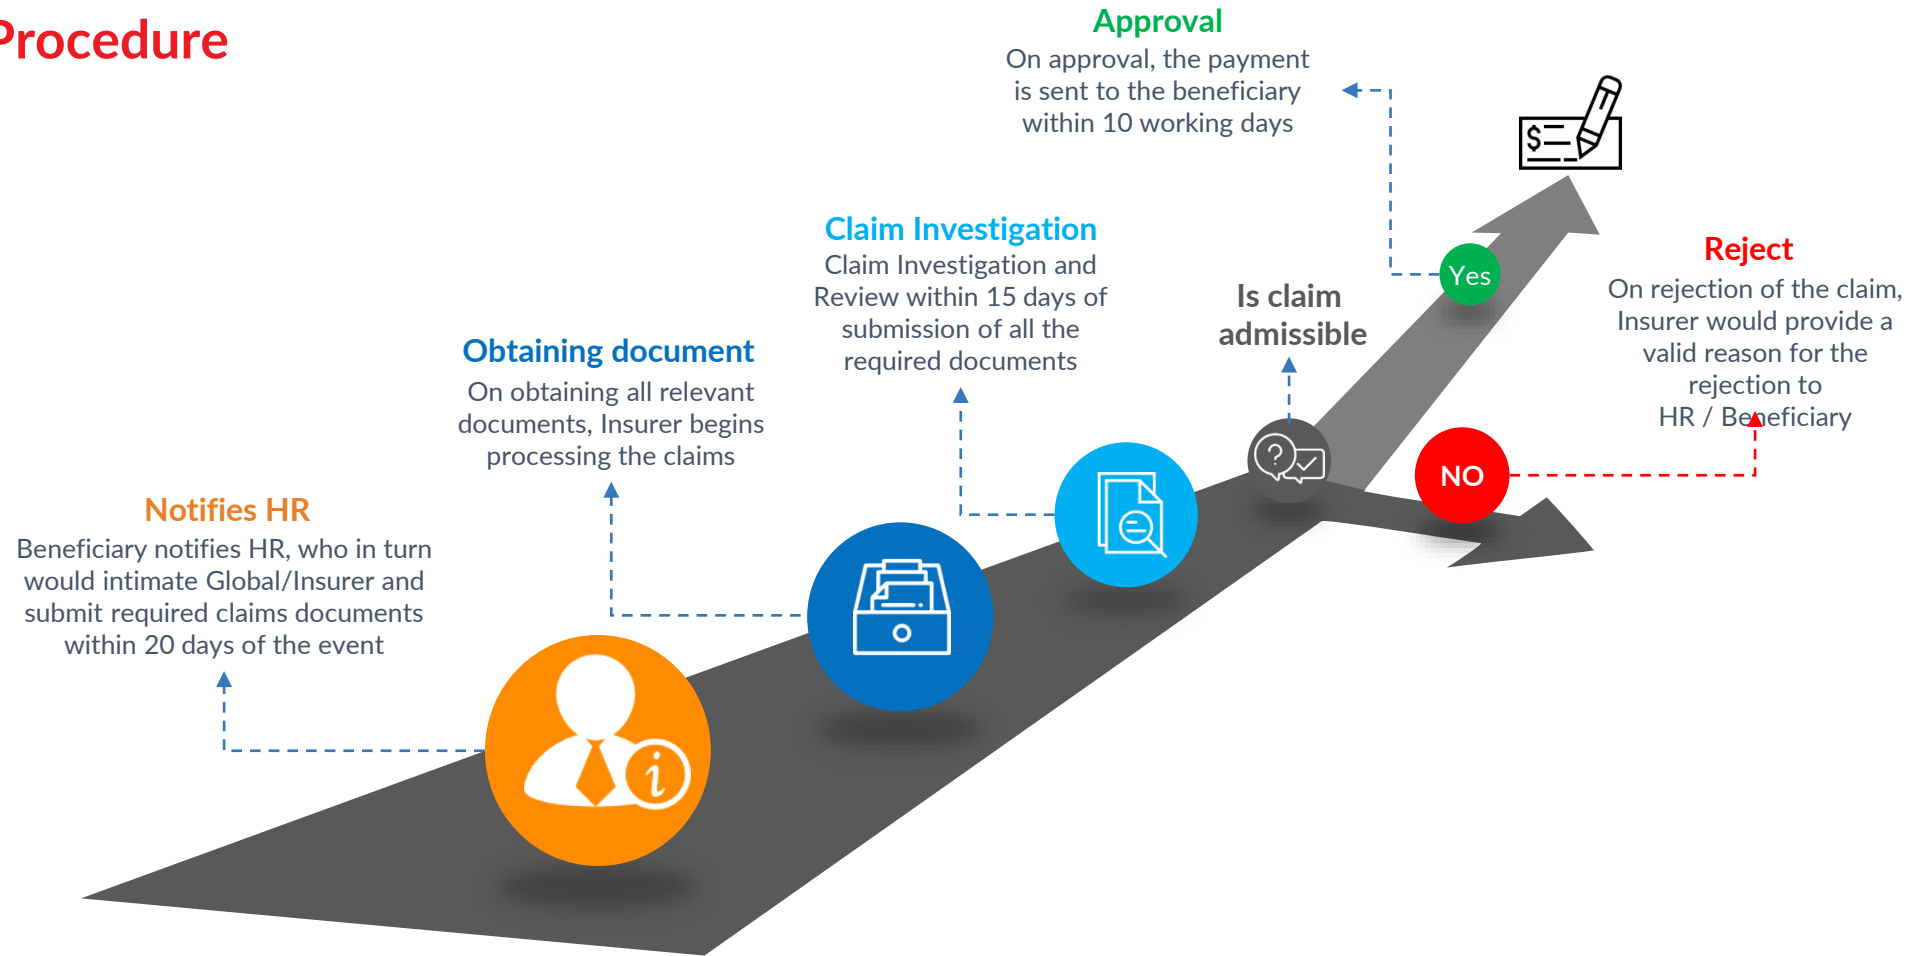 Procedure
Approval
On approval, the payment
is sent to the beneficiary
within 10 working days
Claim Investigation
Claim Investigation and
Review within 15 days of
submission of all the
required documents
Yes
Reject
On rejection of the claim,
Insurer would provide a
valid reason for the
rejection to
HR / Beneficiary
Is claim
admissible
Obtaining document
On obtaining all relevant
documents, Insurer begins
processing the claims
NO
Notifies HR
Beneficiary notifies HR, who in turn
would intimate Global/Insurer and
submit required claims documents
within 20 days of the event
$
?
i